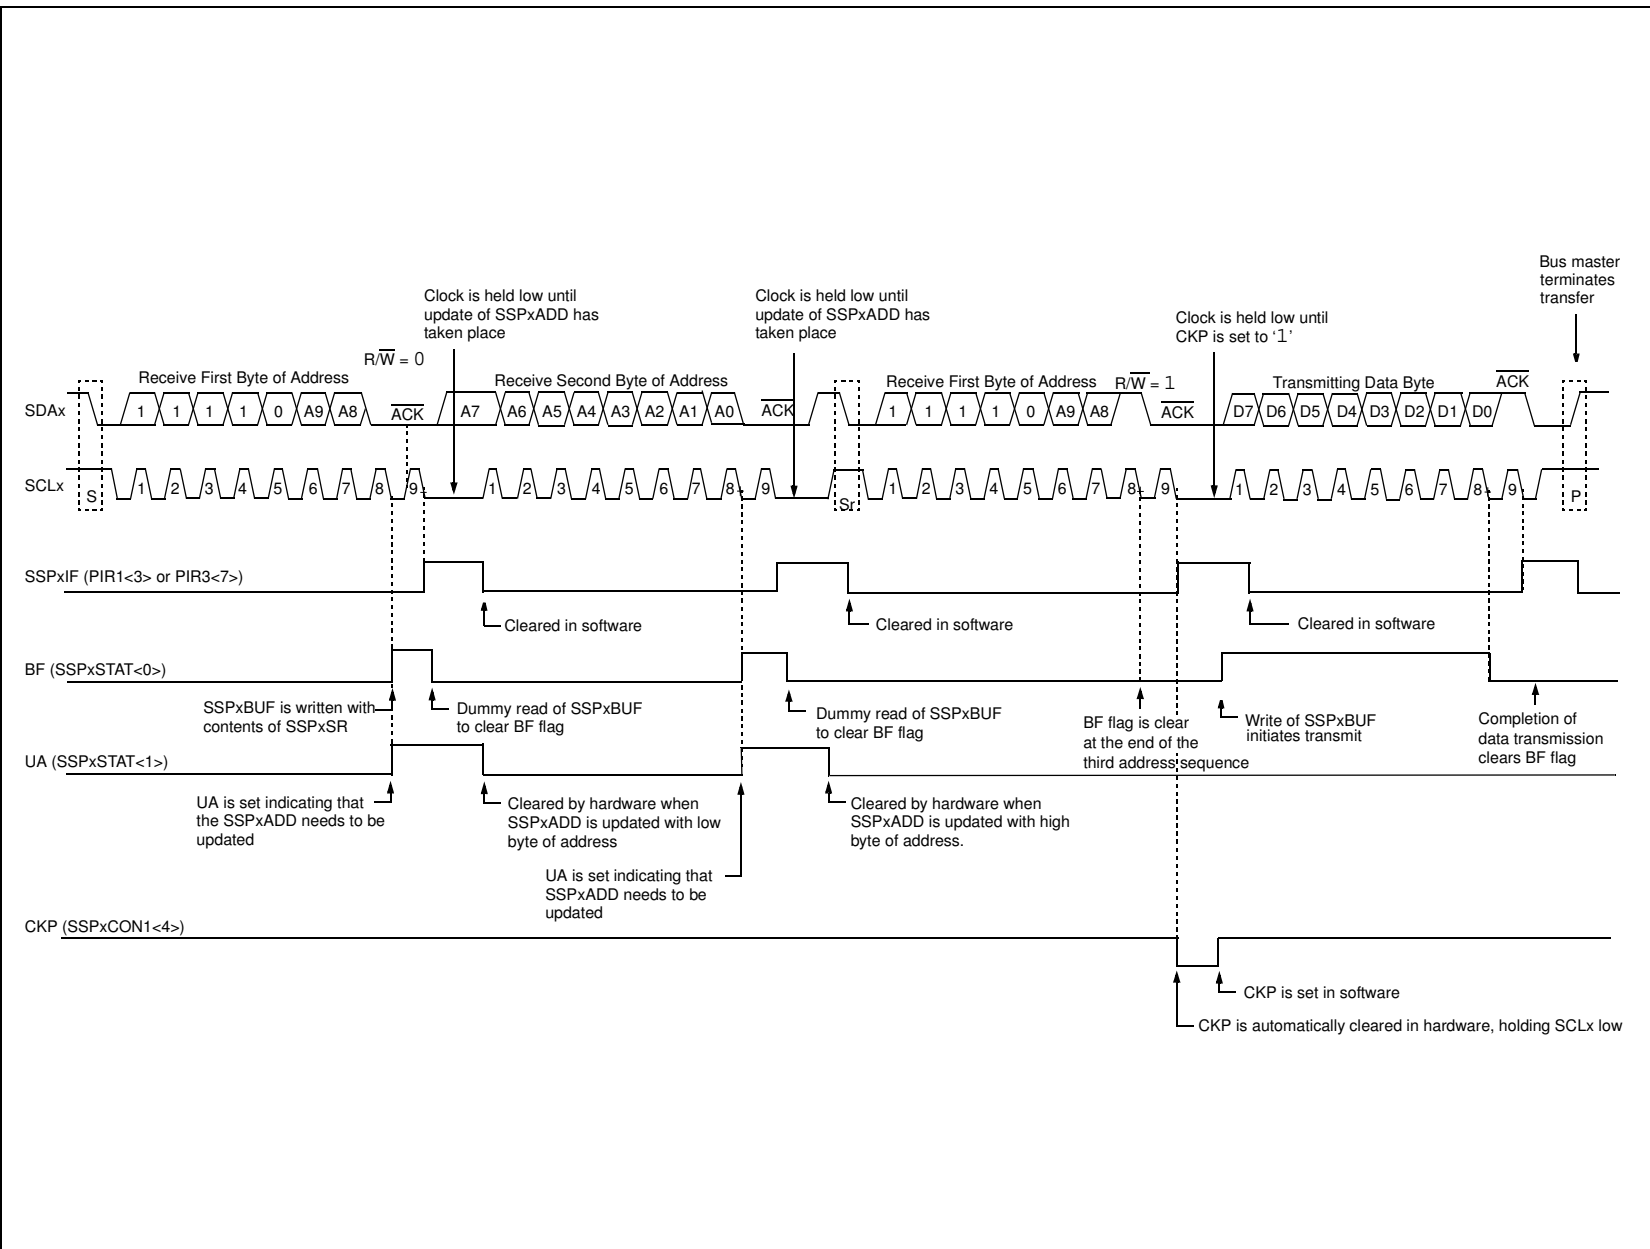 Bus master
terminates
transfer
Clock is held low until
update of SSPxADD has
taken place
Clock is held low until
update of SSPxADD has
taken place
Clock is held low until
CKP is set to ‘1’
R/W = 0
Receive First Byte of Address
Receive Second Byte of Address
Receive First Byte of Address
R/W = 1
Transmitting Data Byte
ACK
SDAx
1 1 1 1 0 A9 A8
ACK
A7 A6 A5 A4 A3 A2 A1 A0
ACK
1 1 1 1 0 A9 A8
ACK
D7 D6 D5 D4 D3 D2 D1 D0
SCLx
S
1 2 3 4 5 6 7 8 9
1 2 3 4 5 6 7 8 9
Sr
1 2 3 4 5 6 7 8 9
1 2 3 4 5 6 7 8 9
P
SSPxIF (PIR1<3> or PIR3<7>)
Cleared in software
Cleared in software
Cleared in software
BF (SSPxSTAT<0>)
SSPxBUF is written with
contents of SSPxSR
Dummy read of SSPxBUF
to clear BF flag
Dummy read of SSPxBUF
to clear BF flag
BF flag is clear
at the end of the
third address sequence
Write of SSPxBUF
initiates transmit
Completion of
data transmission
clears BF flag
UA (SSPxSTAT<1>)
UA is set indicating that
the SSPxADD needs to be
updated
Cleared by hardware when
SSPxADD is updated with low
byte of address
Cleared by hardware when
SSPxADD is updated with high
byte of address.
UA is set indicating that
SSPxADD needs to be
updated
CKP (SSPxCON1<4>)
CKP is set in software
CKP is automatically cleared in hardware, holding SCLx low